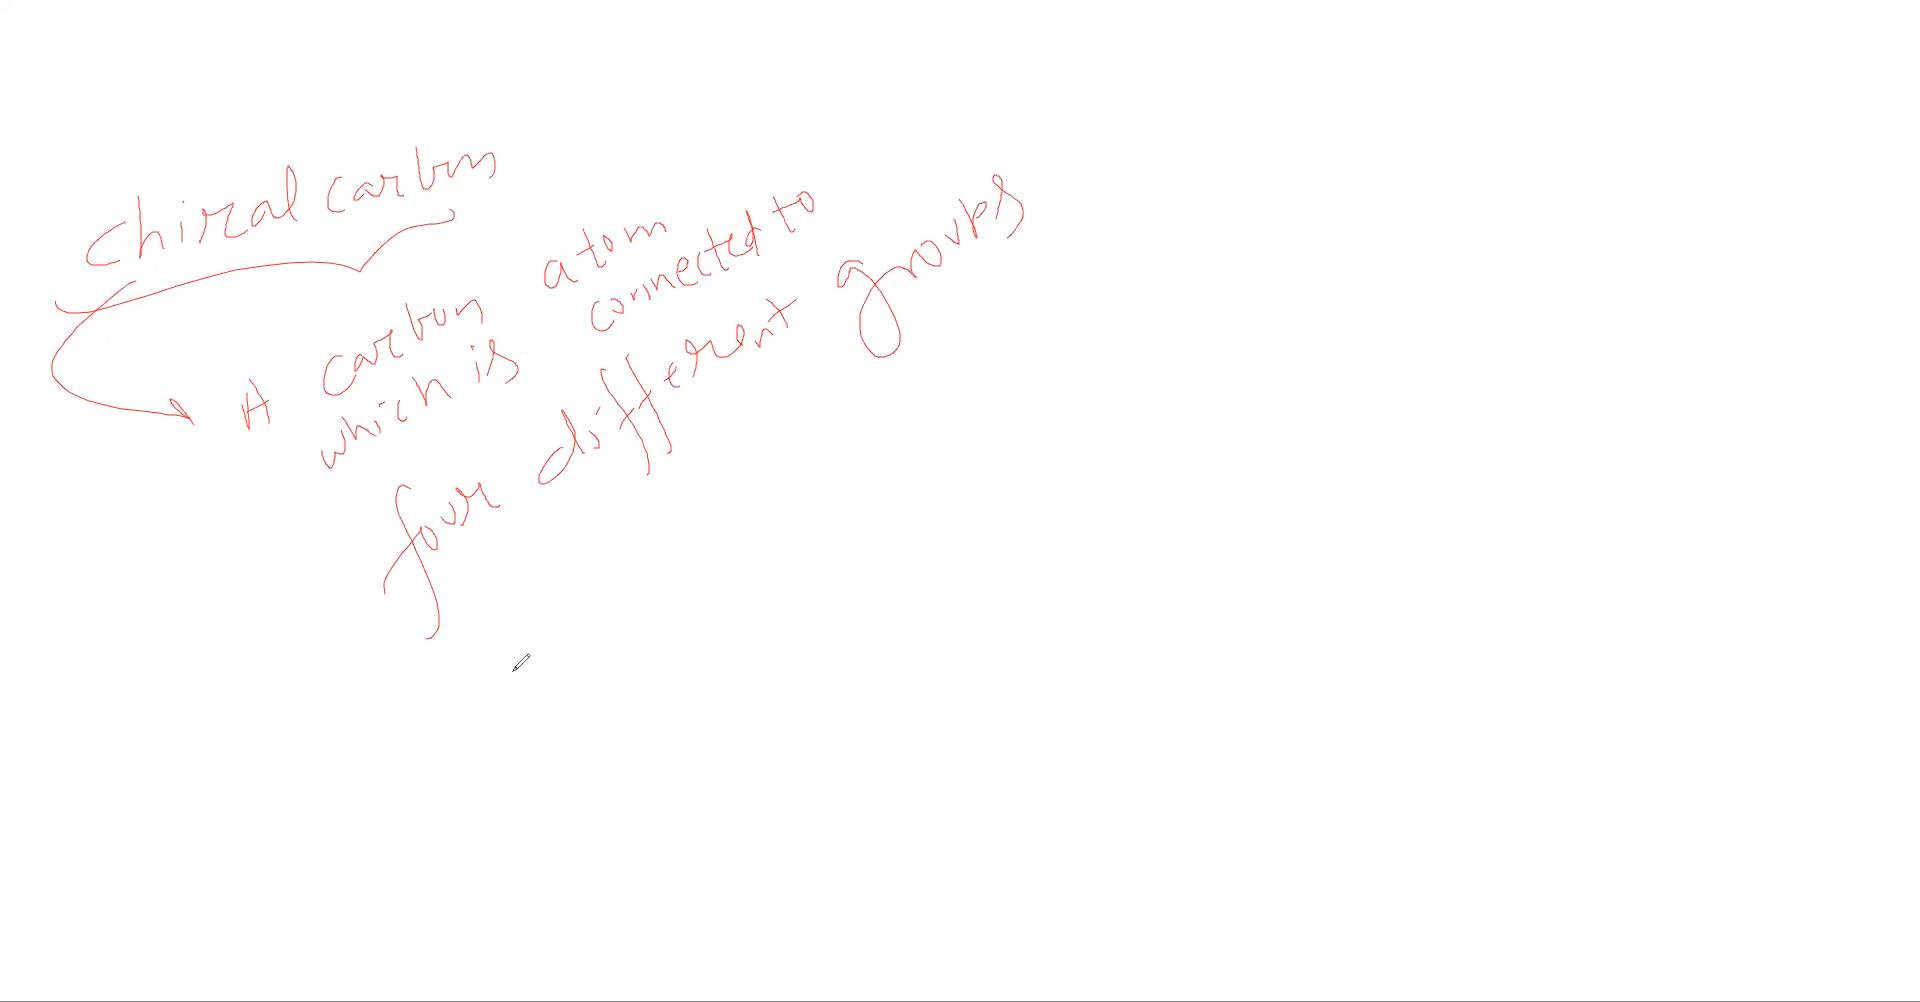 Chiral carbon
A carbon atom
which is connected to
four different groups